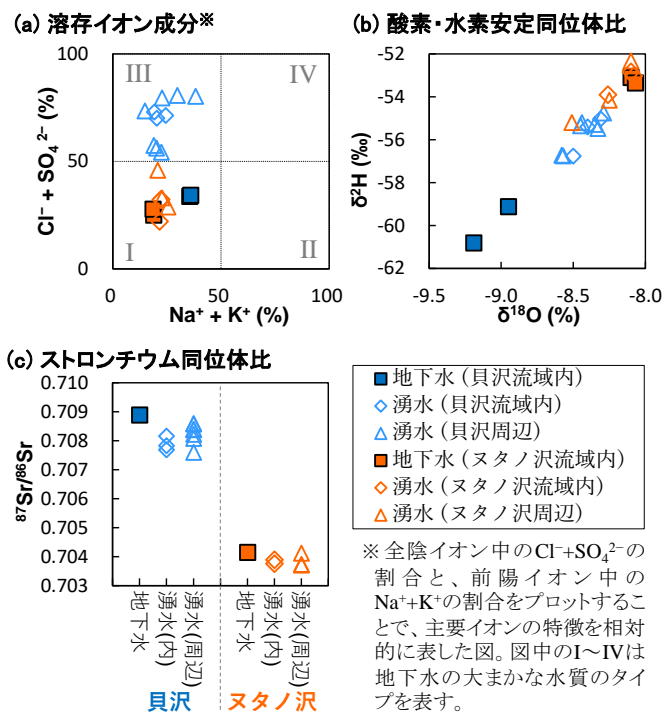 (a) 溶存イオン成分※
100
50
0
Cl⁻ + SO₄²⁻ (%)
III
IV
I
II
0
50
100
Na⁺ + K⁺ (%)
(b) 酸素・水素安定同位体比
-52
-54
-56
-58
-60
-62
δ²H (‰)
-9.5
-9.0
-8.5
-8.0
δ¹⁸O (%)
(c) ストロンチウム同位体比
0.710
0.709
0.708
0.707
0.706
0.705
0.704
0.703
⁸⁷Sr/⁸⁶Sr
地下水
湧水(内)
湧水(周辺)
地下水
湧水(内)
湧水(周辺)
貝沢
ヌタノ沢
地下水 (貝沢流域内)
湧水 (貝沢流域内)
湧水 (貝沢周辺)
地下水 (ヌタノ沢流域内)
湧水 (ヌタノ沢流域内)
湧水 (ヌタノ沢周辺)
※ 全陰イオン中のCl⁻+SO₄²⁻の
割合と、前陽イオン中の
Na⁺+K⁺の割合をプロットするこ
とで、主要イオンの特徴を相対
的に表した図。図中のI～IVは
地下水の大まかな水質のタイ
プを表す。